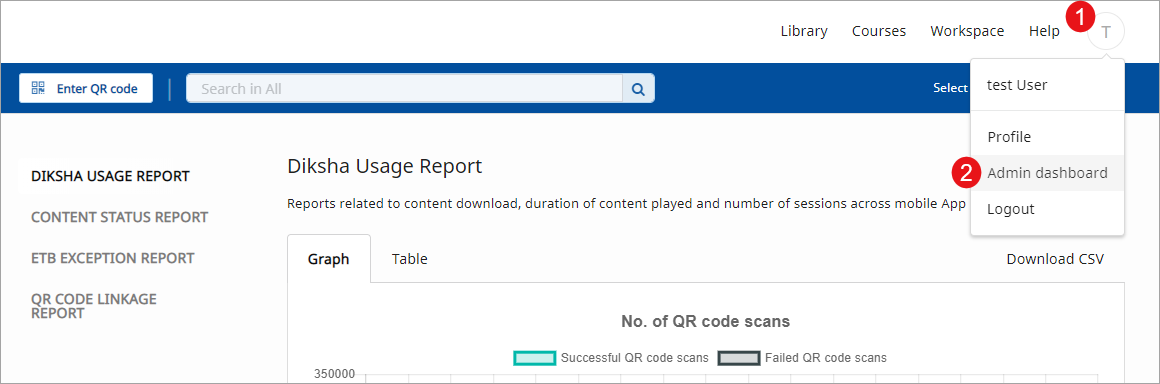 Library Courses Workspace Help 1 T
Enter QR code Search in All Select
test User
Profile
2 Admin dashboard
Logout
DIKSHA USAGE REPORT
CONTENT STATUS REPORT
ETB EXCEPTION REPORT
QR CODE LINKAGE
REPORT
Diksha Usage Report
Reports related to content download, duration of content played and number of sessions across mobile App
Graph Table Download CSV
No. of QR code scans
Successful QR code scans Failed QR code scans
350000